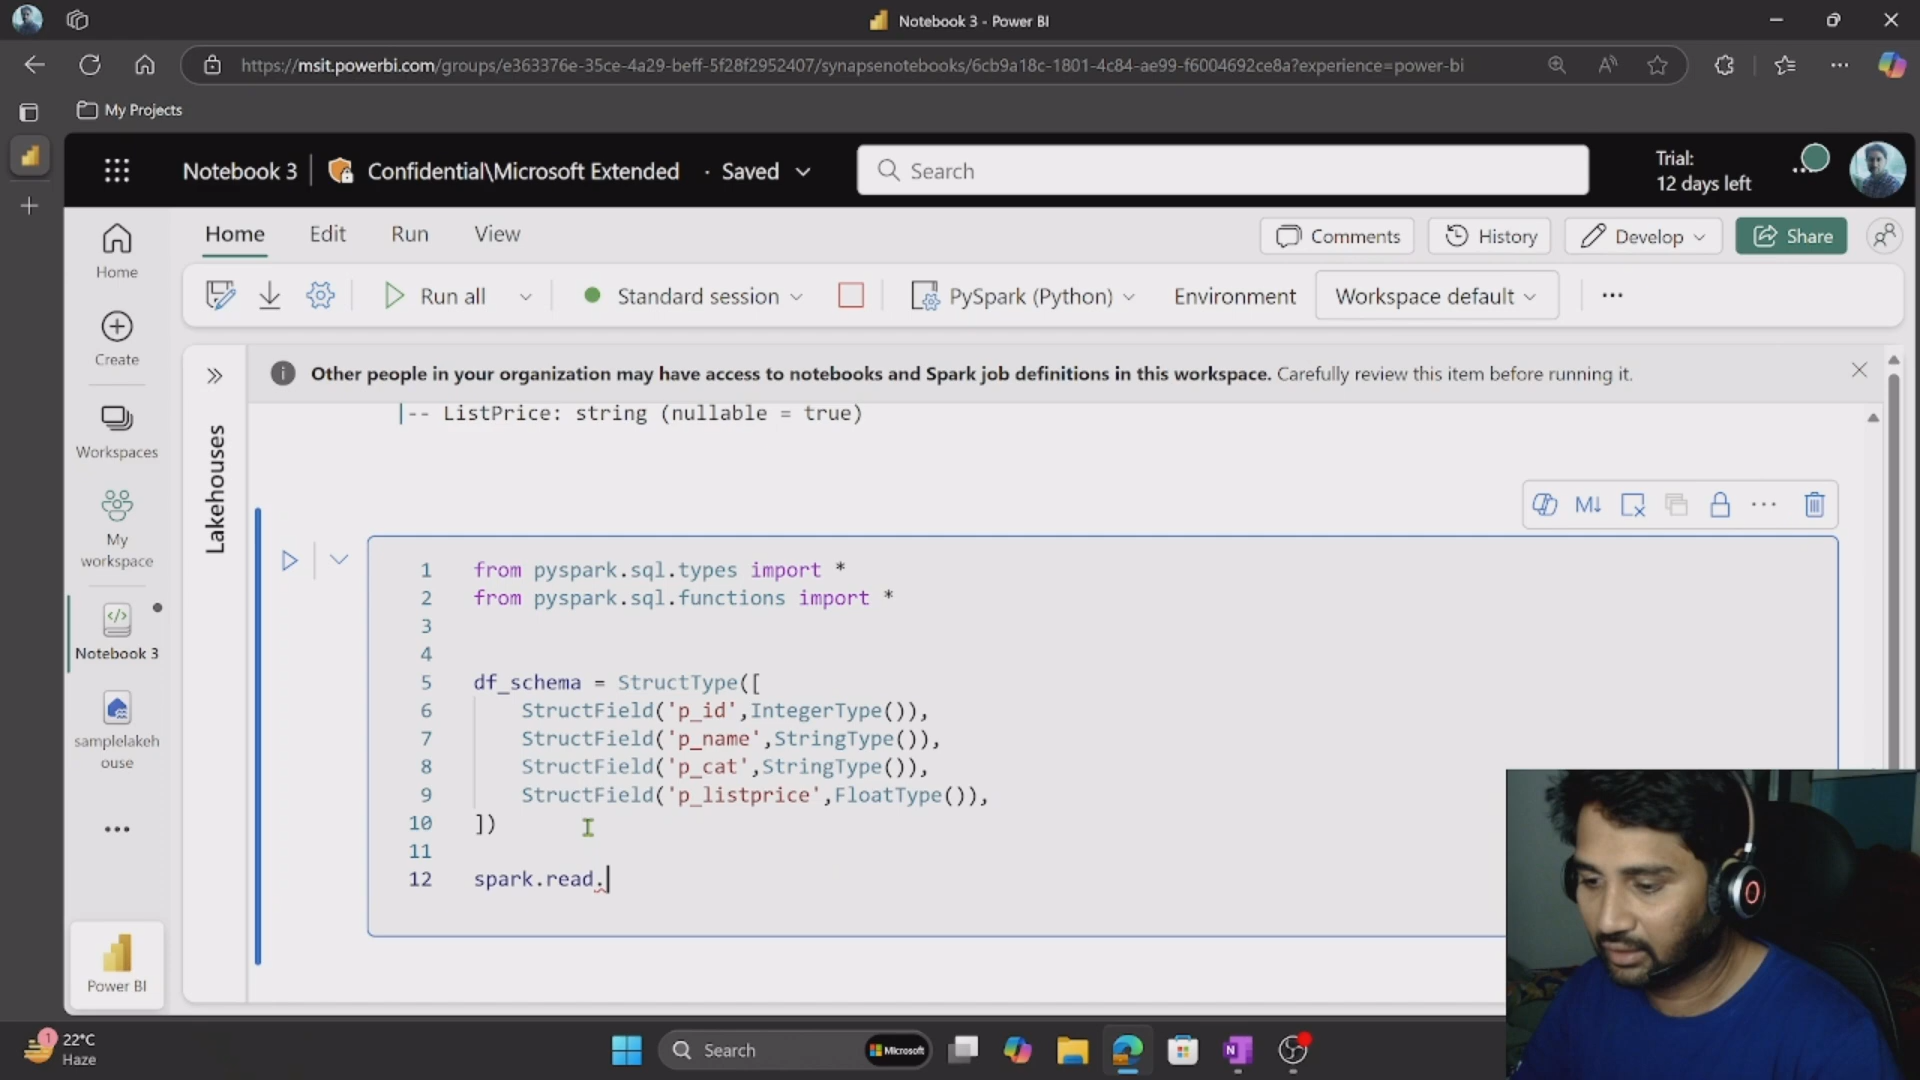 Notebook 3 - Power BI
https://msit.powerbi.com/groups/e363376e-35ce-4a29-beff-5f28f2952407/synapsenotebooks/6cb9a18c-1801-4c84-ae99-f6004692ce8a?experience=power-bi
My Projects
Notebook 3
Confidential\Microsoft Extended · Saved
Search
Trial:
12 days left
Home Edit Run View
Comments History Develop Share
Run all Standard session PySpark (Python) Environment Workspace default
Home
Create
Workspaces
My
workspace
Notebook 3
samplelakeh
ouse
Power BI
Lakehouses
Other people in your organization may have access to notebooks and Spark job definitions in this workspace. Carefully review this item before running it.
|-- ListPrice: string (nullable = true)
M↓
1 from pyspark.sql.types import *
2 from pyspark.sql.functions import *
3
4
5 df_schema = StructType([
6 StructField('p_id',IntegerType()),
7 StructField('p_name',StringType()),
8 StructField('p_cat',StringType()),
9 StructField('p_listprice',FloatType()),
10 ])
11
12 spark.read.
1
22°C
Haze
Search
Microsoft